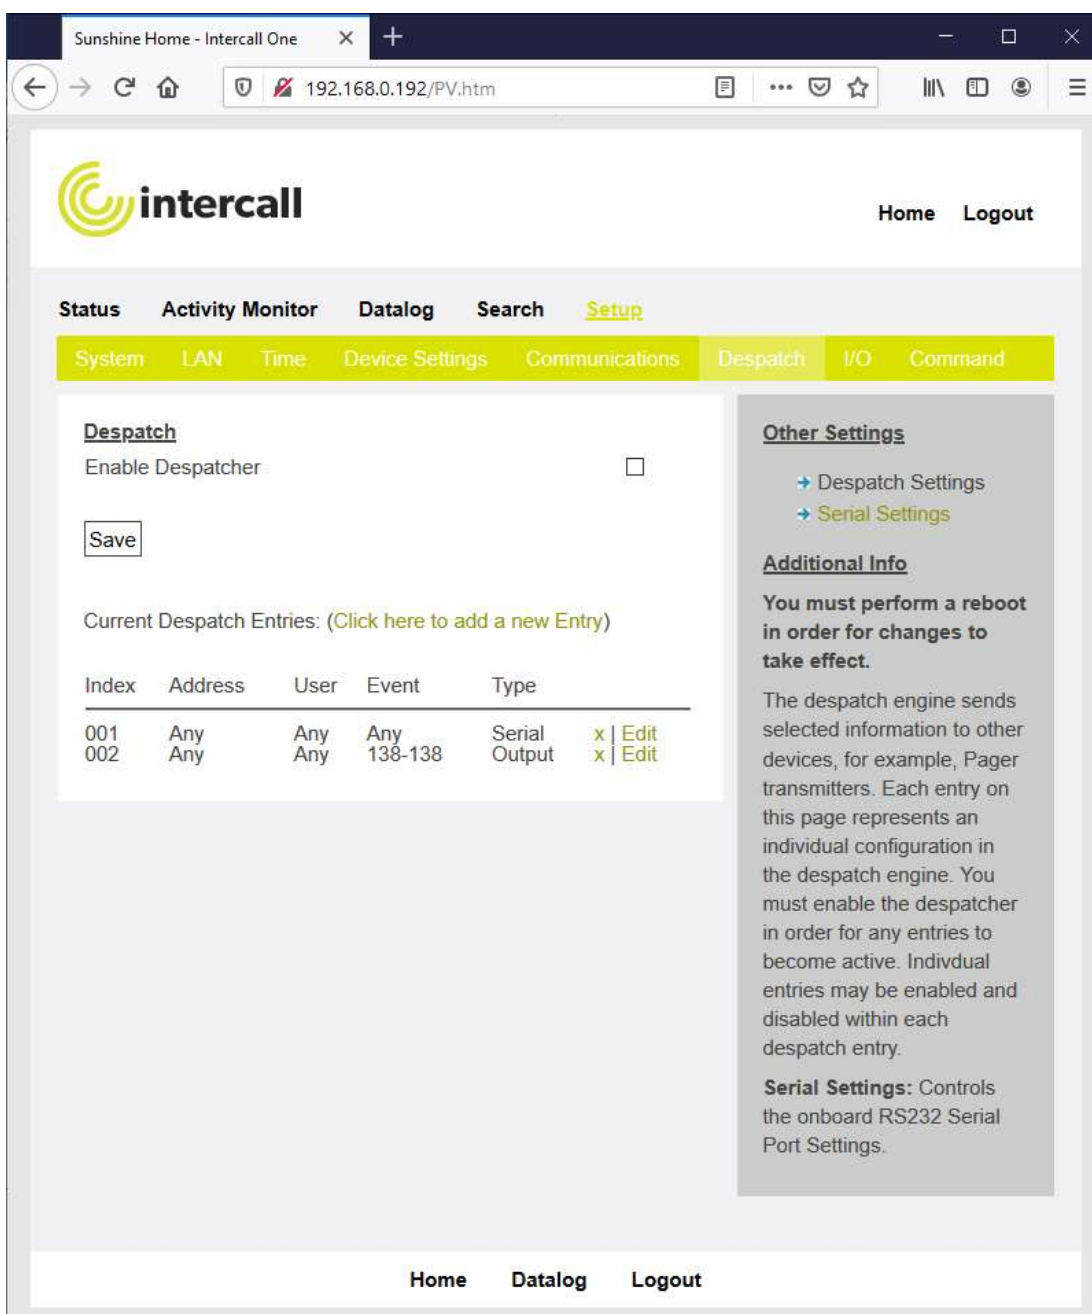 Sunshine Home - Intercall One
192.168.0.192/PV.htm
intercall
Home Logout
Status Activity Monitor Datalog Search Setup
System LAN Time Device Settings Communications Despatch I/O Command
Despatch
Enable Despatcher
Save
Current Despatch Entries: (Click here to add a new Entry)
Index Address User Event Type
001 Any Any Any Serial x | Edit
002 Any Any 138-138 Output x | Edit
Other Settings
Despatch Settings
Serial Settings
Additional Info
You must perform a reboot
in order for changes to
take effect.
The despatch engine sends
selected information to other
devices, for example, Pager
transmitters. Each entry on
this page represents an
individual configuration in
the despatch engine. You
must enable the despatcher
in order for any entries to
become active. Indivdual
entries may be enabled and
disabled within each
despatch entry.
Serial Settings: Controls
the onboard RS232 Serial
Port Settings.
Home Datalog Logout